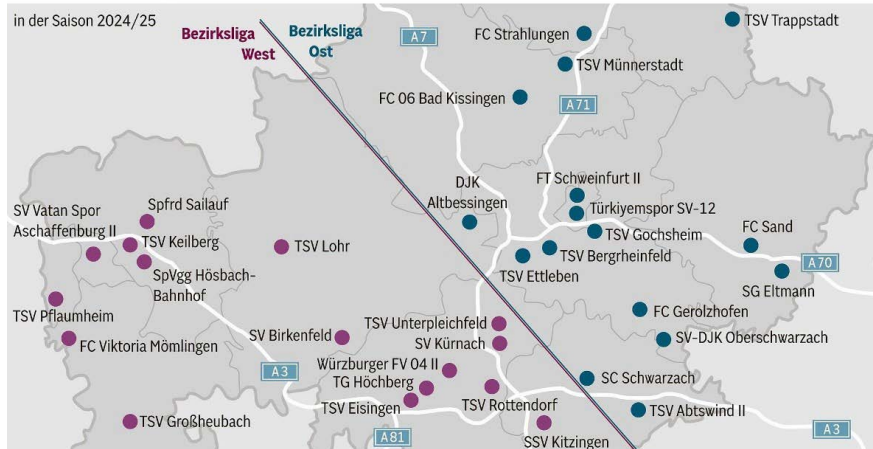 in der Saison 2024/25
Bezirksliga
West
Bezirksliga
Ost
A7
FC Strahlungen
TSV Trappstadt
TSV Münnerstadt
FC 06 Bad Kissingen
A71
DJK
Altbessingen
FT Schweinfurt II
Türkiyemspor SV-12
TSV Gochsheim
FC Sand
TSV Bergrheinfeld
TSV Ettleben
A70
SG Eltmann
SV Vatan Spor
Aschaffenburg II
Spfrd Sailauf
TSV Keilberg
SpVgg Hösbach-
Bahnhof
TSV Lohr
TSV Pflaumheim
FC Viktoria Mömlingen
SV Birkenfeld
TSV Unterpleichfeld
SV Kürnach
FC Gerolzhofen
SV-DJK Oberschwarzach
A3
Würzburger FV 04 II
TG Höchberg
TSV Eisingen
TSV Rottendorf
SC Schwarzach
TSV Abtswind II
TSV Großheubach
A81
SSV Kitzingen
A3